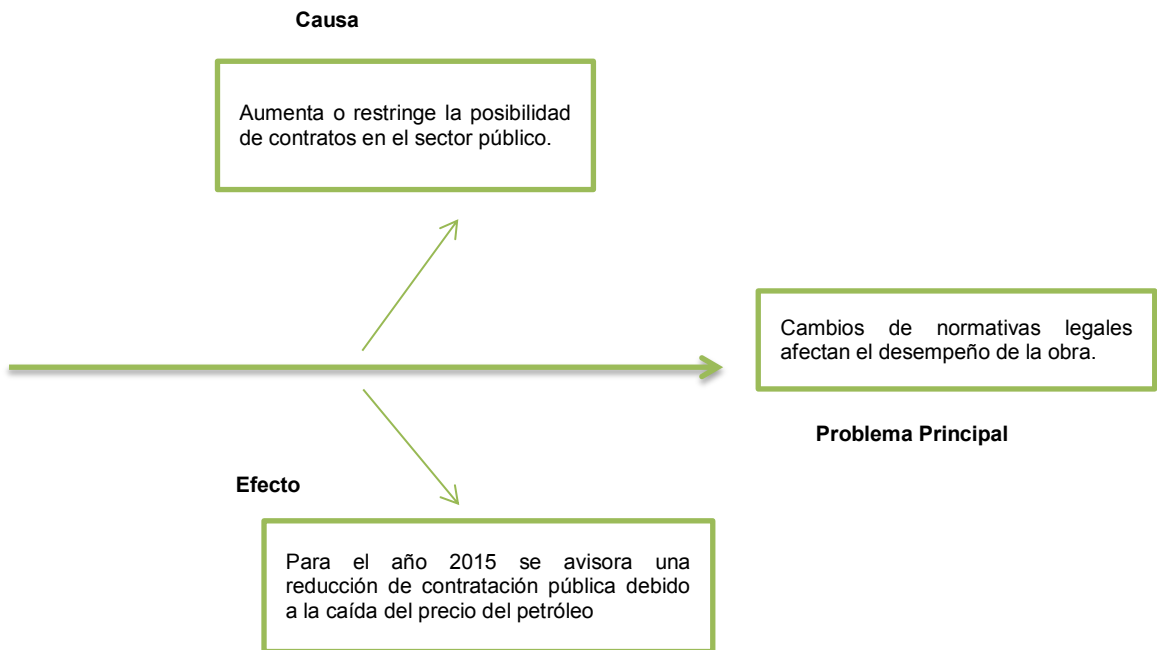 Causa
Aumenta o restringe la posibilidad
de contratos en el sector público.
Cambios de normativas legales
afectan el desempeño de la obra.
Problema Principal
Efecto
Para el año 2015 se avisora una
reducción de contratación pública debido
a la caída del precio del petróleo